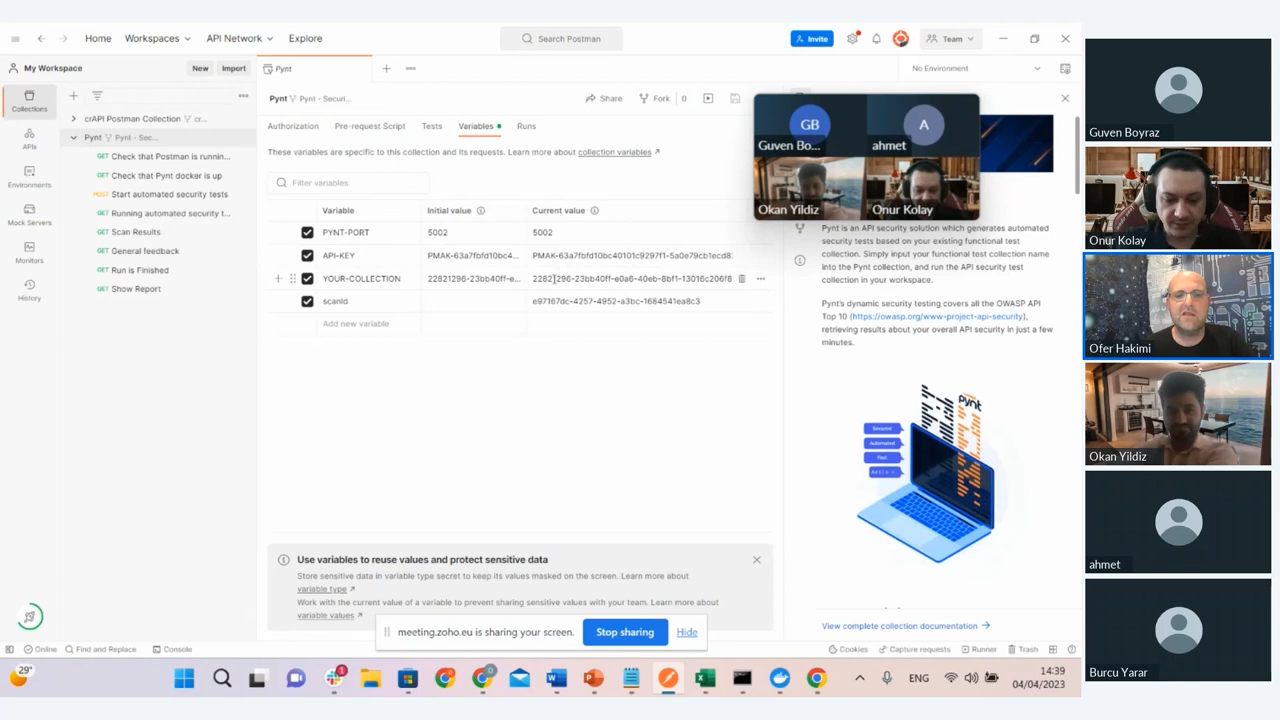 Home Workspaces API Network Explore
Search Postman
Invite
Team
My Workspace
New Import
Pynt
No Environment
Collections
APIs
Environments
Mock Servers
Monitors
History
crAPI Postman Collection cr...
Pynt Pynt - Sec...
GET Check that Postman is runnin...
GET Check that Pynt docker is up
POST Start automated security tests
GET Running automated security t...
GET Scan Results
GET General feedback
GET Run is Finished
GET Show Report
Pynt Pynt - Securi...
Share Fork 0
Authorization Pre-request Script Tests Variables Runs
These variables are specific to this collection and its requests. Learn more about collection variables
Filter variables
Variable Initial value Current value
PYNT-PORT 5002 5002
API-KEY
YOUR-COLLECTION
scanId
Add new variable
GB
Guven Bo...
A
ahmet
Okan Yildiz
Onur Kolay
Pynt is an API security solution which generates automated
security tests based on your existing functional test
collection. Simply input your functional test collection name
into the Pynt collection, and run the API security test
collection in your workspace.
Pynt's dynamic security testing covers all the OWASP API
Top 10 (https://owasp.org/www-project-api-security),
retrieving results about your overall API security in just a few
minutes.
pynt
Secured
Automated
Use variables to reuse values and protect sensitive data
Store sensitive data in variable type secret to keep its values masked on the screen. Learn more about
variable type
Work with the current value of a variable to prevent sharing sensitive values with your team. Learn more about
variable values
View complete collection documentation
meeting.zoho.eu is sharing your screen. Stop sharing Hide
Online Find and Replace Console
Cookies Capture requests Runner Trash
29°
1
ENG
14:39
04/04/2023
Guven Boyraz
Onur Kolay
Ofer Hakimi
Okan Yildiz
ahmet
Burcu Yarar